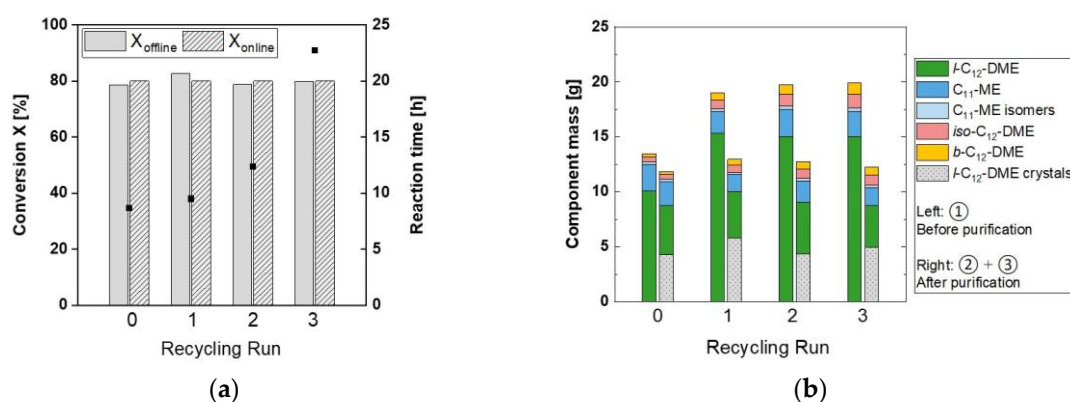 100
80
60
40
20
0
Conversion X [%]
X_offline X_online
25
20
15
10
5
0
Reaction time [h]
0 1 2 3
Recycling Run
(a)
25
20
15
10
5
0
Component mass [g]
0 1 2 3
Recycling Run
l-C₁₂-DME
C₁₁-ME
C₁₁-ME isomers
iso-C₁₂-DME
b-C₁₂-DME
l-C₁₂-DME crystals
Left: ①
Before purification
Right: ② + ③
After purification
(b)